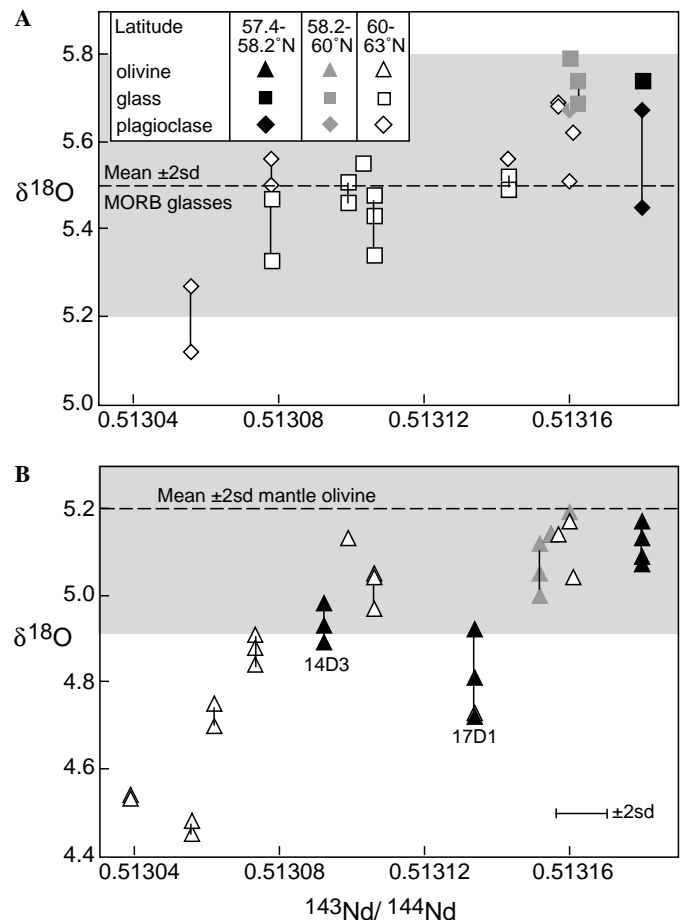 A
Latitude 57.4-58.2°N 58.2-60°N 60-63°N
olivine
glass
plagioclase
5.8
5.6
Mean ±2sd
δ18O
MORB glasses
5.4
5.2
5.0
0.51304 0.51308 0.51312 0.51316
B
Mean ±2sd mantle olivine
5.2
5.0
δ18O
14D3
4.8
17D1
4.6
±2sd
4.4
0.51304 0.51308 0.51312 0.51316
143Nd/ 144Nd